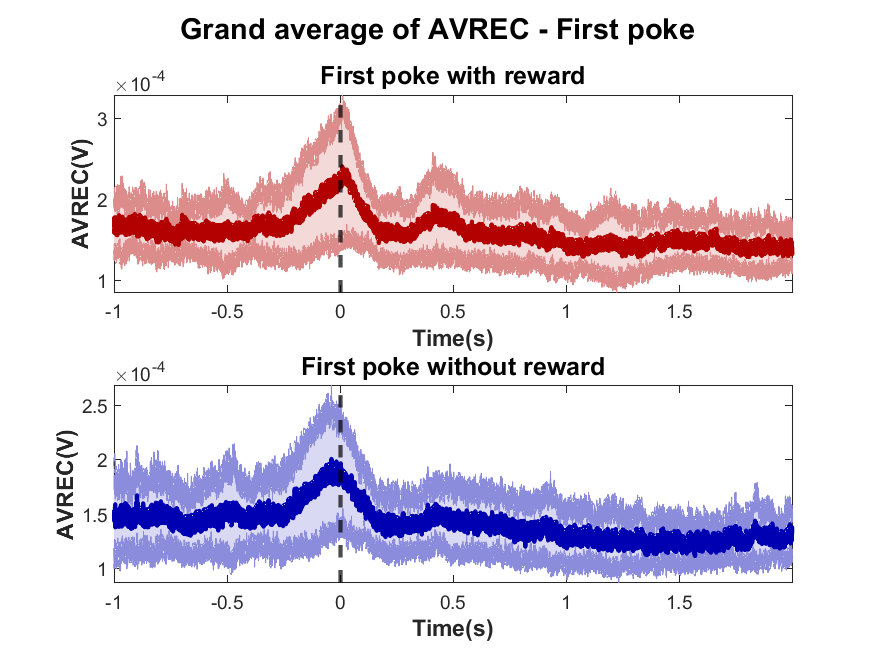 Grand average of AVREC - First poke
First poke with reward
×10⁻⁴
AVREC(V)
3
2
1
-1 -0.5 0 0.5 1 1.5
Time(s)
First poke without reward
×10⁻⁴
AVREC(V)
2.5
2
1.5
1
-1 -0.5 0 0.5 1 1.5
Time(s)